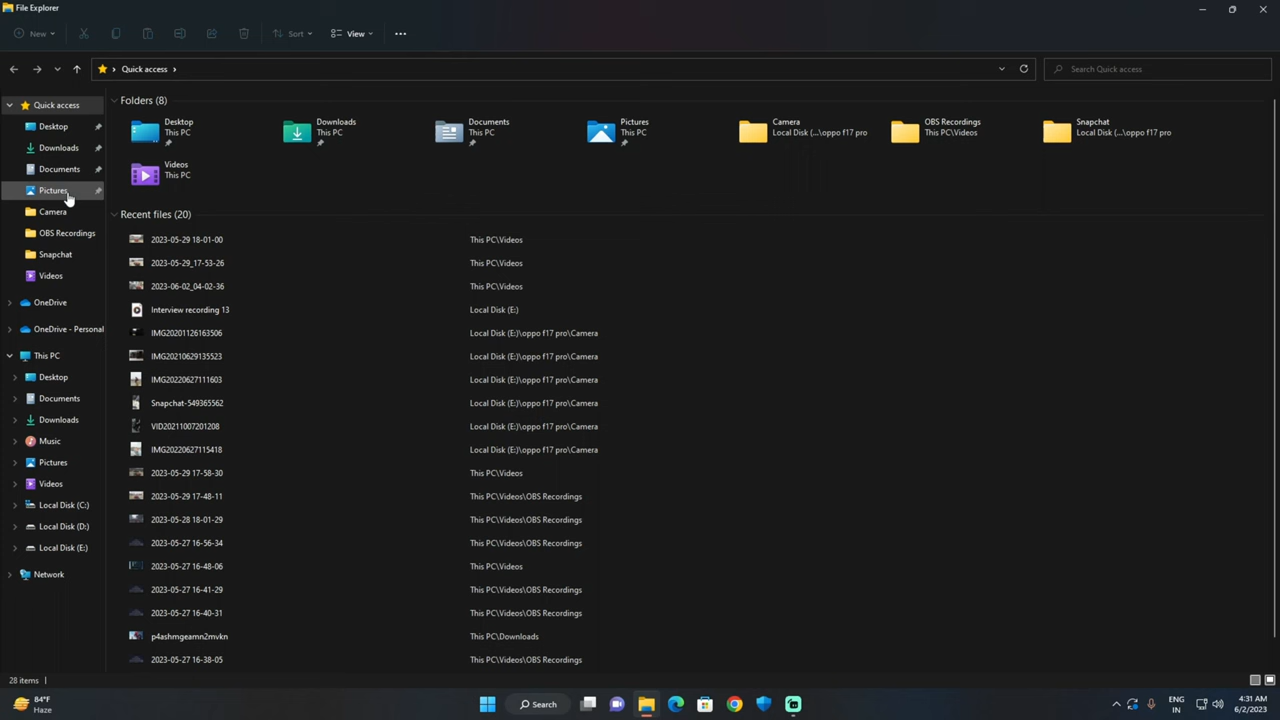 File Explorer
New
Sort
View
Quick access
Search Quick access
Quick access
Desktop
Downloads
Documents
Pictures
Camera
OBS Recordings
Snapchat
Videos
OneDrive
OneDrive - Personal
This PC
Desktop
Documents
Downloads
Music
Pictures
Videos
Local Disk (C:)
Local Disk (D:)
Local Disk (E:)
Network
Folders (8)
Desktop
This PC
Downloads
This PC
Documents
This PC
Pictures
This PC
Camera
Local Disk (...\oppo f17 pro
OBS Recordings
This PC\Videos
Snapchat
Local Disk (...\oppo f17 pro
Videos
This PC
Recent files (20)
2023-05-29 18-01-00 This PC\Videos
2023-05-29_17-53-26 This PC\Videos
2023-06-02_04-02-36 This PC\Videos
Interview recording 13 Local Disk (E:)
IMG20201126163506 Local Disk (E:)\oppo f17 pro\Camera
IMG20210629135523 Local Disk (E:)\oppo f17 pro\Camera
IMG20220627111603 Local Disk (E:)\oppo f17 pro\Camera
Snapchat-549365562 Local Disk (E:)\oppo f17 pro\Camera
VID20211007201208 Local Disk (E:)\oppo f17 pro\Camera
IMG20220627115418 Local Disk (E:)\oppo f17 pro\Camera
2023-05-29 17-58-30 This PC\Videos
2023-05-29 17-48-11 This PC\Videos\OBS Recordings
2023-05-28 18-01-29 This PC\Videos\OBS Recordings
2023-05-27 16-56-34 This PC\Videos\OBS Recordings
2023-05-27 16-48-06 This PC\Videos
2023-05-27 16-41-29 This PC\Videos\OBS Recordings
2023-05-27 16-40-31 This PC\Videos\OBS Recordings
p4ashmgeamn2mvkn This PC\Downloads
2023-05-27 16-38-05 This PC\Videos\OBS Recordings
28 items
84°F
Haze
Search
ENG
IN
4:31 AM
6/2/2023